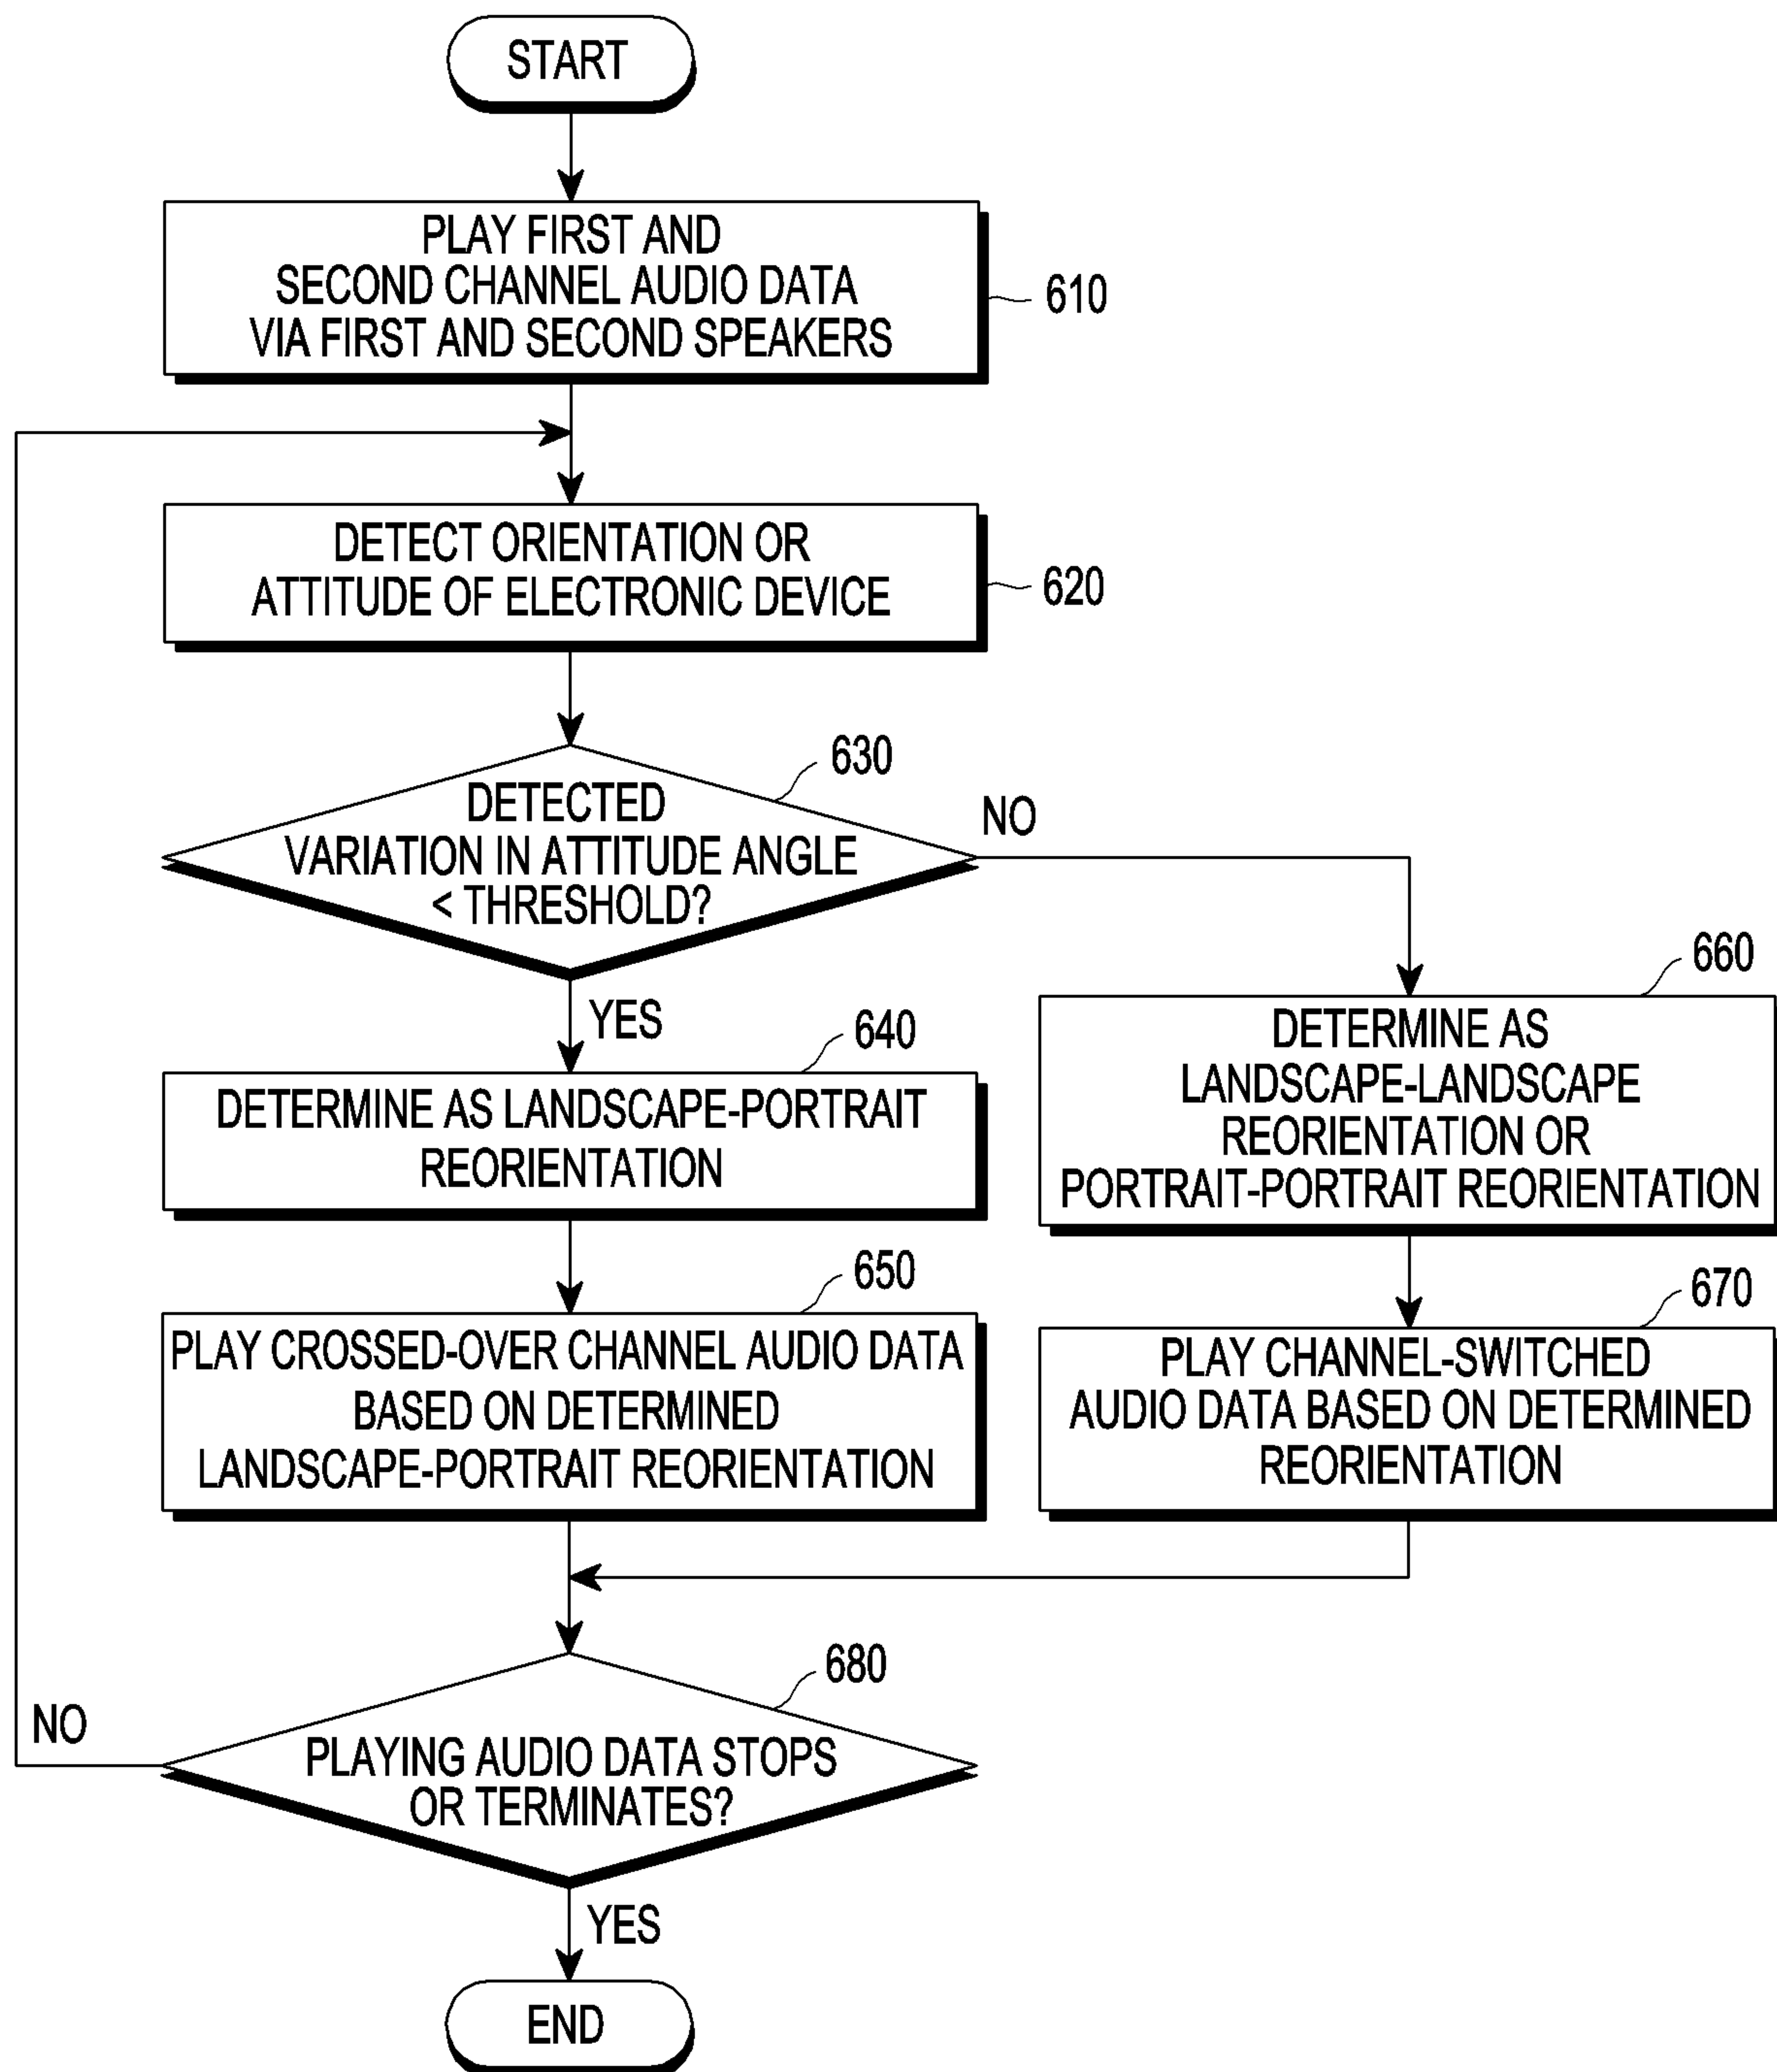 START
PLAY FIRST AND
SECOND CHANNEL AUDIO DATA
VIA FIRST AND SECOND SPEAKERS
610
DETECT ORIENTATION OR
ATTITUDE OF ELECTRONIC DEVICE
620
630
DETECTED
VARIATION IN ATTITUDE ANGLE
< THRESHOLD?
NO
YES
640
DETERMINE AS LANDSCAPE-PORTRAIT
REORIENTATION
660
DETERMINE AS
LANDSCAPE-LANDSCAPE
REORIENTATION OR
PORTRAIT-PORTRAIT REORIENTATION
650
PLAY CROSSED-OVER CHANNEL AUDIO DATA
BASED ON DETERMINED
LANDSCAPE-PORTRAIT REORIENTATION
670
PLAY CHANNEL-SWITCHED
AUDIO DATA BASED ON DETERMINED
REORIENTATION
680
NO
PLAYING AUDIO DATA STOPS
OR TERMINATES?
YES
END